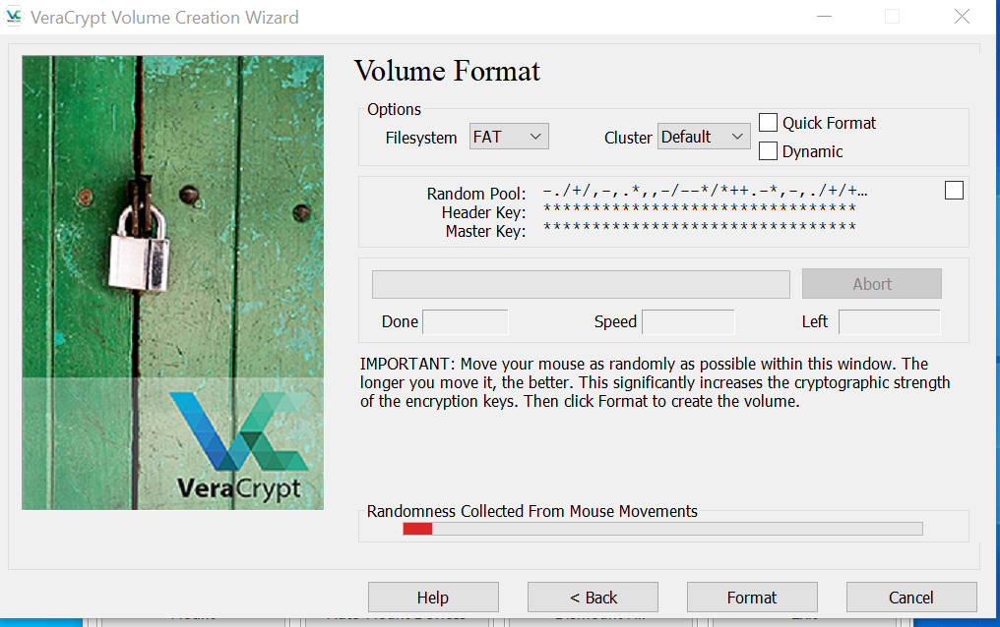 VeraCrypt Volume Creation Wizard
Volume Format
Options
Filesystem FAT Cluster Default Quick Format
Dynamic
Random Pool: -./+/,-,.*,,-/--*/*++.-*,-,./+/+...
Header Key: ********************************
Master Key: ********************************
Abort
Done Speed Left
IMPORTANT: Move your mouse as randomly as possible within this window. The
longer you move it, the better. This significantly increases the cryptographic strength
of the encryption keys. Then click Format to create the volume.
VeraCrypt
Randomness Collected From Mouse Movements
Help < Back Format Cancel